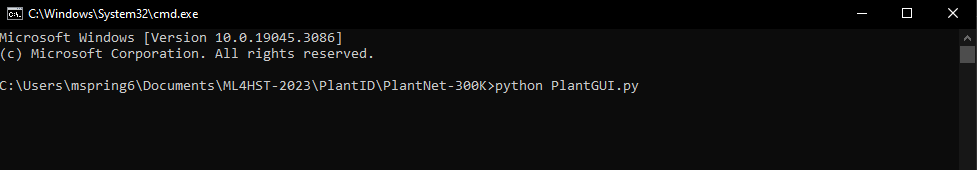 C:\Windows\System32\cmd.exe
Microsoft Windows [Version 10.0.19045.3086]
(c) Microsoft Corporation. All rights reserved.
C:\Users\mspring6\Documents\ML4HST-2023\PlantID\PlantNet-300K>python PlantGUI.py